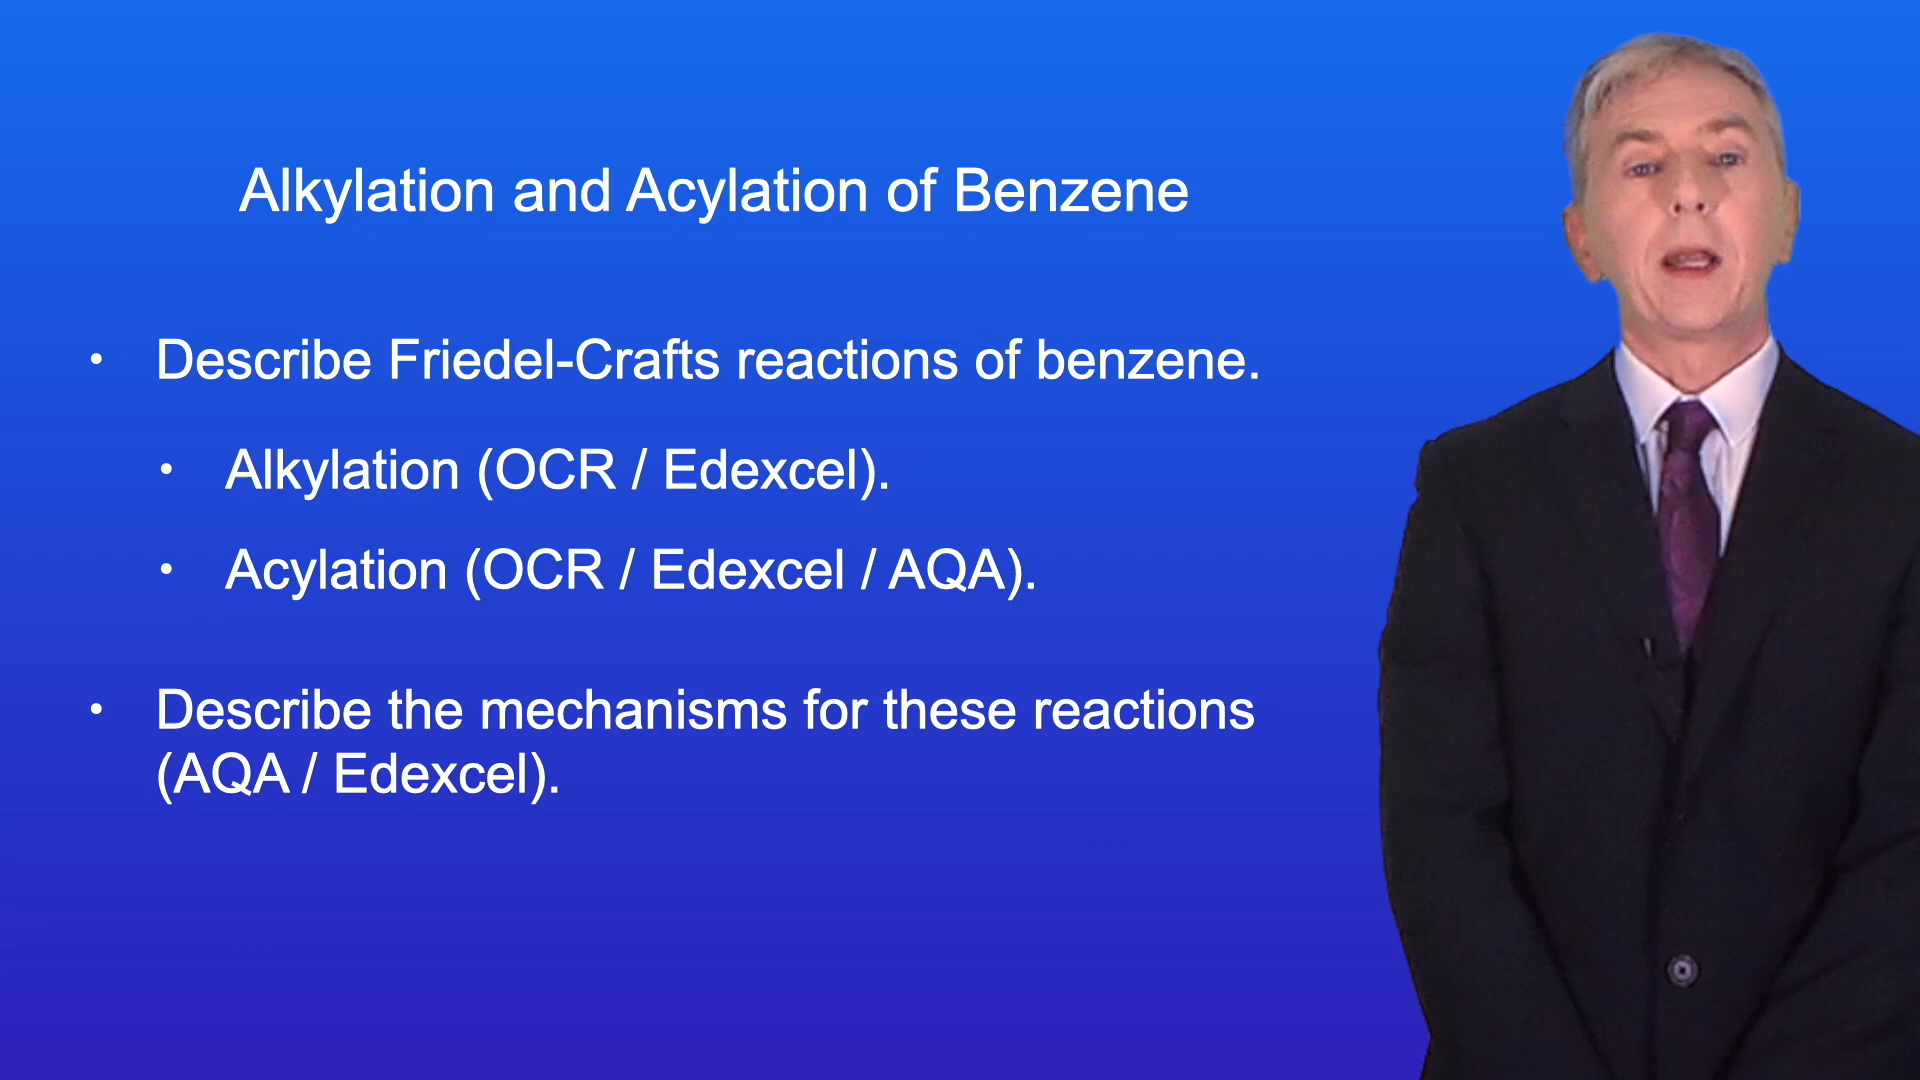 Alkylation and Acylation of Benzene
• Describe Friedel-Crafts reactions of benzene.
• Alkylation (OCR / Edexcel).
• Acylation (OCR / Edexcel / AQA).
• Describe the mechanisms for these reactions
(AQA / Edexcel).